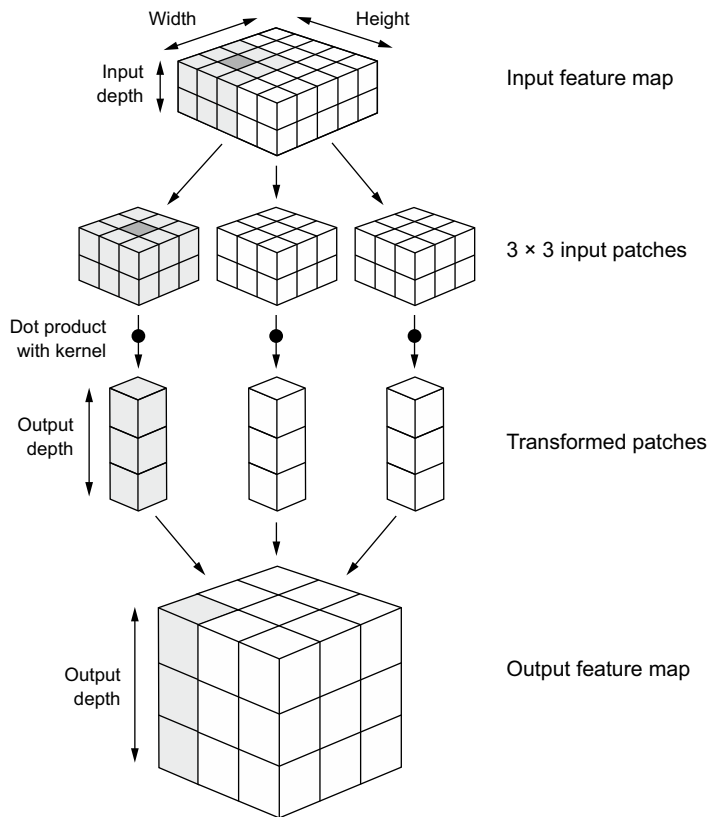 Width
Height
Input
depth
Input feature map
3 × 3 input patches
Dot product
with kernel
Output
depth
Transformed patches
Output
depth
Output feature map